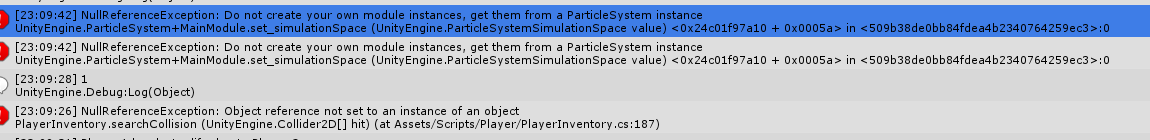 [23:09:42] NullReferenceException: Do not create your own module instances, get them from a ParticleSystem instance
UnityEngine.ParticleSystem+MainModule.set_simulationSpace (UnityEngine.ParticleSystemSimulationSpace value) <0x24c01f97a10 + 0x0005a> in <509b38de0bb84fdea4b2340764259ec3>:0
[23:09:42] NullReferenceException: Do not create your own module instances, get them from a ParticleSystem instance
UnityEngine.ParticleSystem+MainModule.set_simulationSpace (UnityEngine.ParticleSystemSimulationSpace value) <0x24c01f97a10 + 0x0005a> in <509b38de0bb84fdea4b2340764259ec3>:0
[23:09:28] 1
UnityEngine.Debug:Log(Object)
[23:09:26] NullReferenceException: Object reference not set to an instance of an object
PlayerInventory.searchCollision (UnityEngine.Collider2D[] hit) (at Assets/Scripts/Player/PlayerInventory.cs:187)